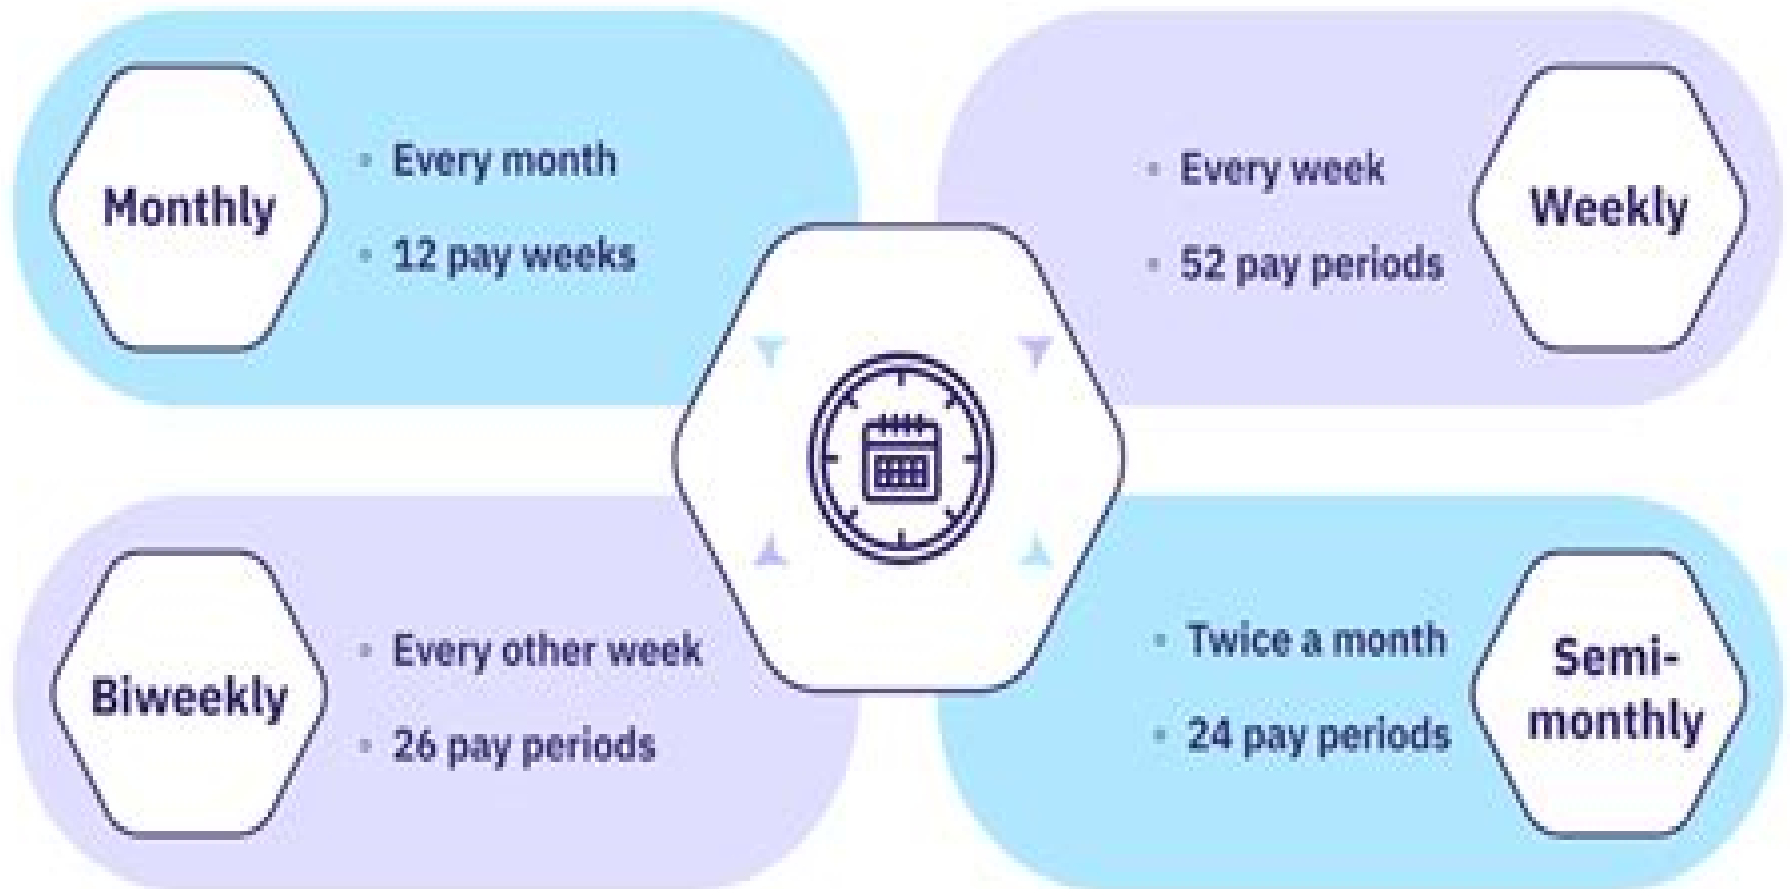 Monthly
Every month
12 pay weeks
Weekly
Every week
52 pay periods
Biweekly
Every other week
26 pay periods
Semi-
monthly
Twice a month
24 pay periods